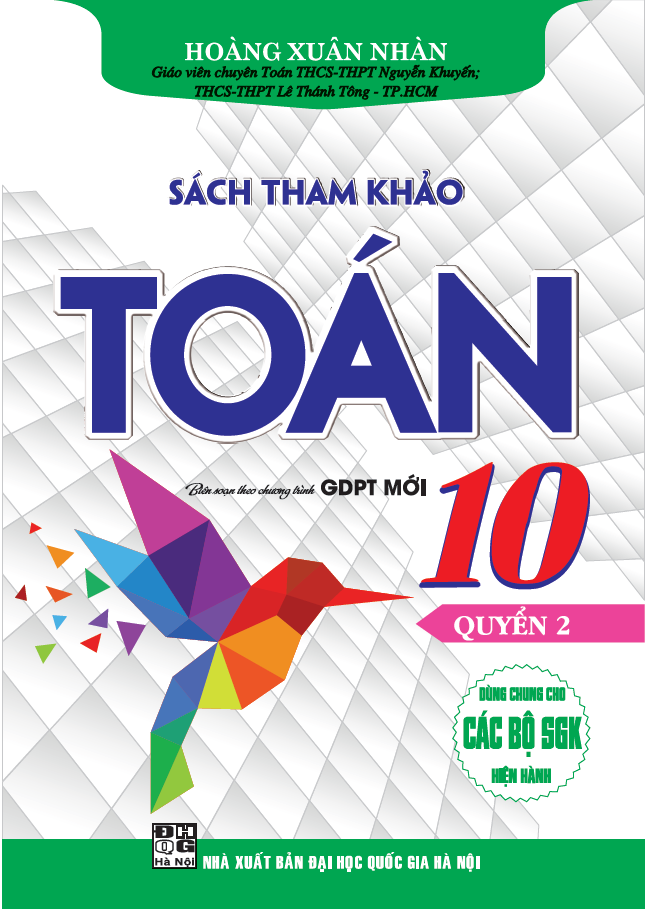 HOÀNG XUÂN NHÀN
Giáo viên chuyên Toán THCS-THPT Nguyễn Khuyến;
THCS-THPT Lê Thánh Tông - TP.HCM
SÁCH THAM KHẢO
TOÁN
Biên soạn theo chương trình GDPT MỚI
10
QUYỂN 2
DÙNG CHUNG CHO
CÁC BỘ SGK
HIỆN HÀNH
ĐH
QG
Hà Nội
NHÀ XUẤT BẢN ĐẠI HỌC QUỐC GIA HÀ NỘI